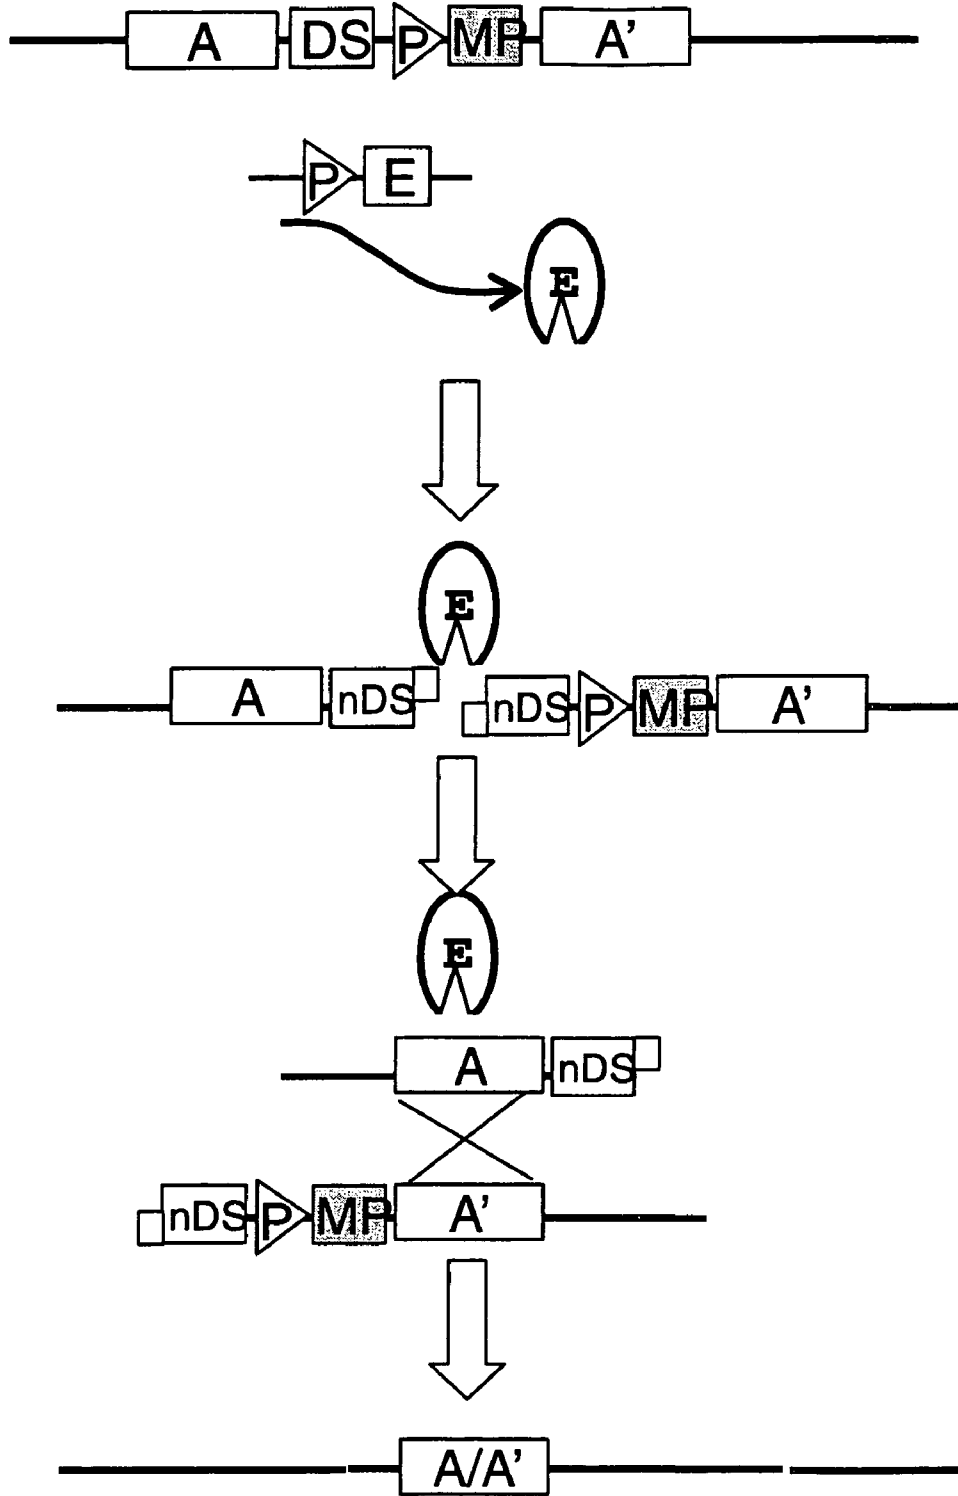 A DS P MP A'
P E
E
E
A nDS nDS P MP A'
E
A nDS
nDS P MP A'
A/A'